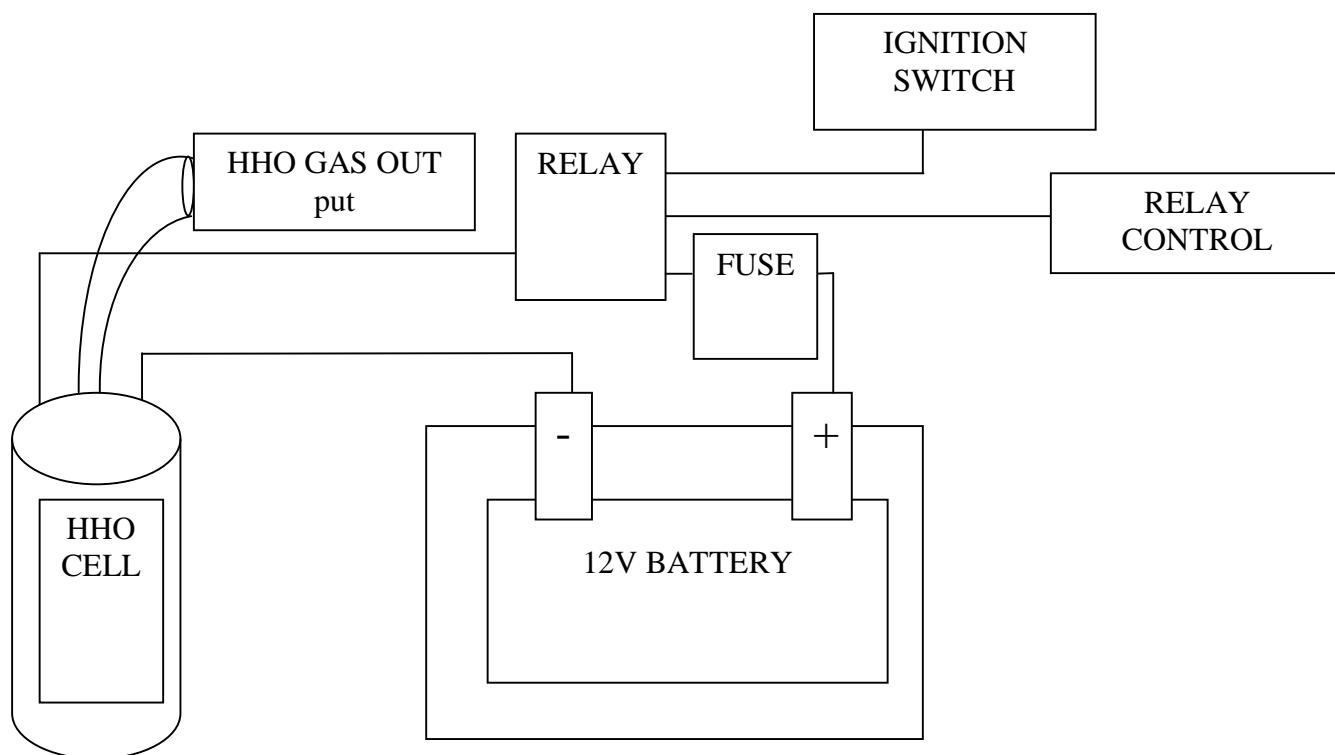 IGNITION
SWITCH
HHO GAS OUT
put
RELAY
RELAY
CONTROL
FUSE
-
+
HHO
CELL
12V BATTERY